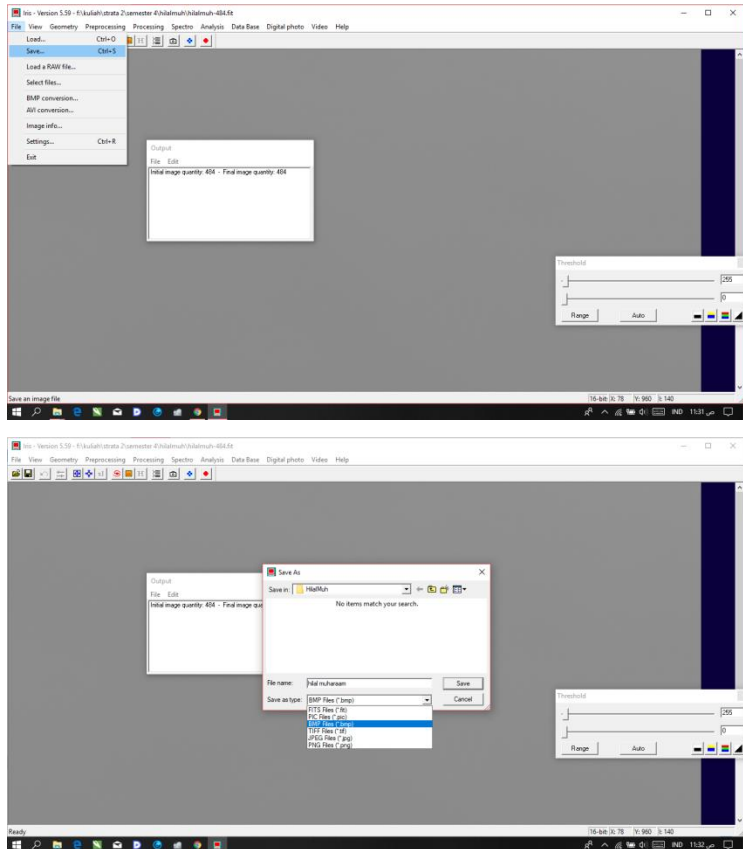 Iris - Version 5.59 - f:\kuliah\strata 2\semester 4\hilalmuh\hilalmuh-484.fit
File View Geometry Preprocessing Processing Spectro Analysis Data Base Digital photo Video Help
Load... Ctrl+O
Save... Ctrl+S
Load a RAW file...
Select files...
BMP conversion...
AVI conversion...
Image info...
Settings... Ctrl+R
Exit
Output
File Edit
Initial image quantity: 484 - Final image quantity: 484
Threshold
255
0
Range Auto
Save an image file
16-bit X: 78 Y: 960 I: 140
IND 11:31 ص
Iris - Version 5.59 - f:\kuliah\strata 2\semester 4\hilalmuh\hilalmuh-484.fit
File View Geometry Preprocessing Processing Spectro Analysis Data Base Digital photo Video Help
Output
File Edit
Initial image quantity: 484 - Final image qua
Save As
Save in: HilalMuh
No items match your search.
File name: hilal muharaam Save
Save as type: BMP Files (*.bmp) Cancel
FITS Files (*.fit)
PIC Files (*.pic)
BMP Files (*.bmp)
TIFF Files (*.tif)
JPEG Files (*.jpg)
PNG Files (*.png)
Threshold
255
0
Range Auto
Ready
16-bit X: 78 Y: 960 I: 140
IND 11:32 ص